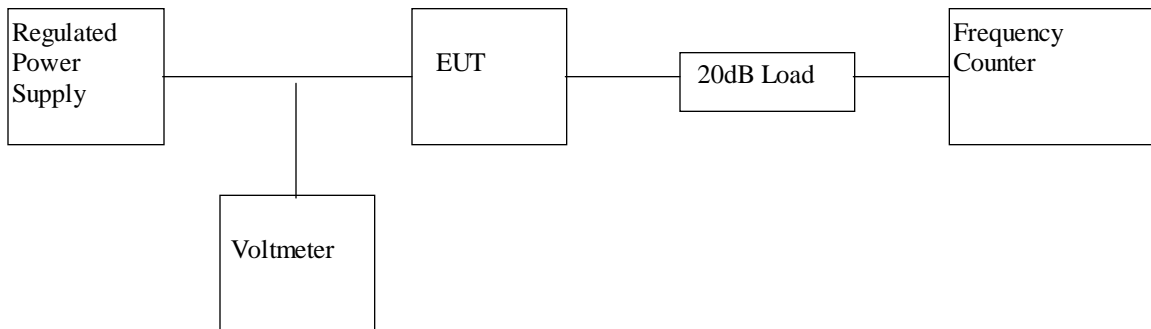 Regulated
Power
Supply
EUT
20dB Load
Frequency
Counter
Voltmeter